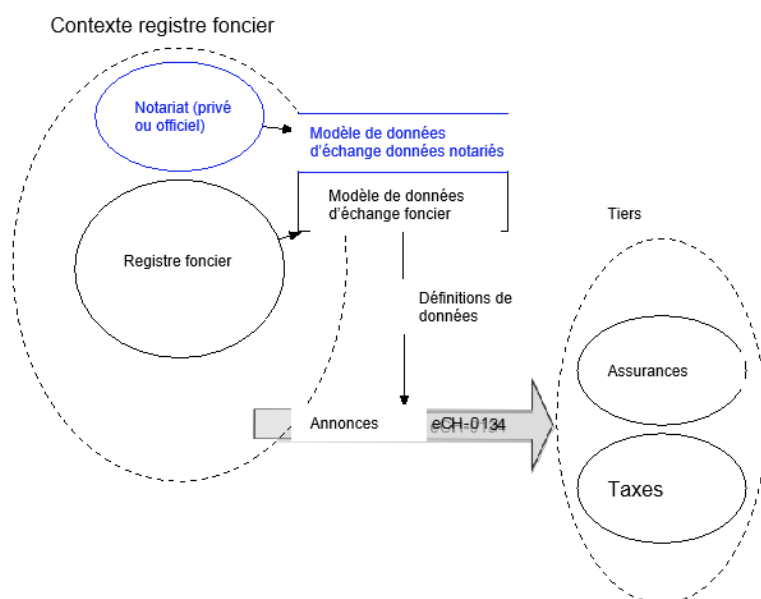 Contexte registre foncier
Notariat (privé
ou officiel)
Modèle de données
d'échange données notariés
Modèle de données
d'échange foncier
Tiers
Registre foncier
Définitions de
données
Assurances
Annonces
eCH-0134
Taxes